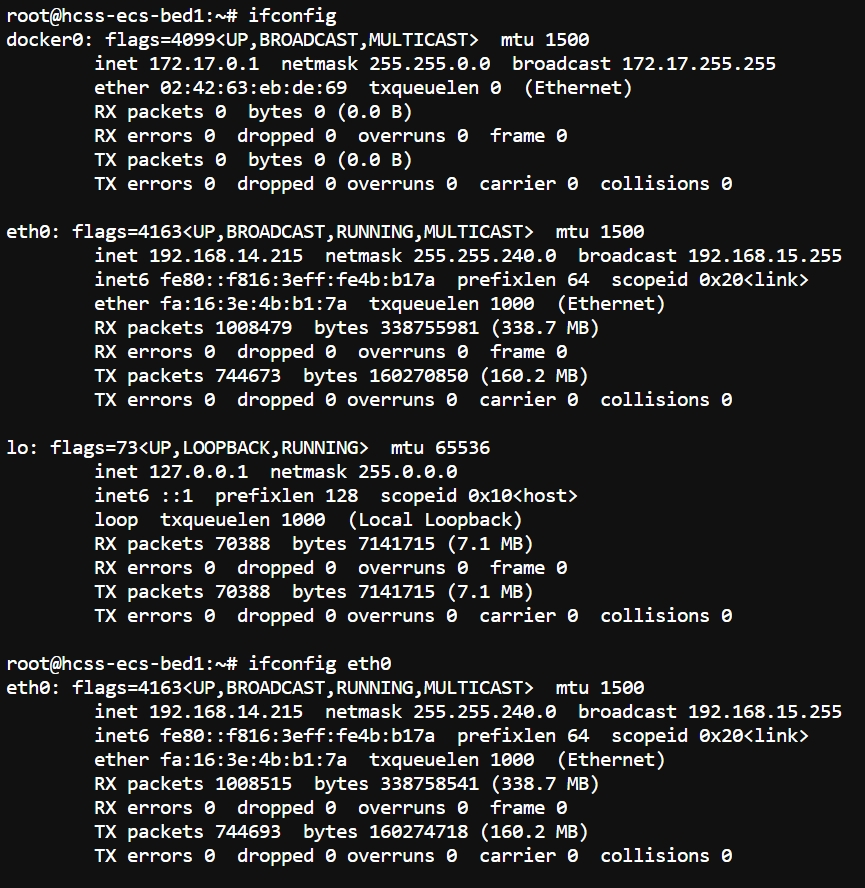 root@hcss-ecs-bed1:~# ifconfig
docker0: flags=4099<UP,BROADCAST,MULTICAST>  mtu 1500
        inet 172.17.0.1  netmask 255.255.0.0  broadcast 172.17.255.255
        ether 02:42:63:eb:de:69  txqueuelen 0  (Ethernet)
        RX packets 0  bytes 0 (0.0 B)
        RX errors 0  dropped 0  overruns 0  frame 0
        TX packets 0  bytes 0 (0.0 B)
        TX errors 0  dropped 0 overruns 0  carrier 0  collisions 0

eth0: flags=4163<UP,BROADCAST,RUNNING,MULTICAST>  mtu 1500
        inet 192.168.14.215  netmask 255.255.240.0  broadcast 192.168.15.255
        inet6 fe80::f816:3eff:fe4b:b17a  prefixlen 64  scopeid 0x20<link>
        ether fa:16:3e:4b:b1:7a  txqueuelen 1000  (Ethernet)
        RX packets 1008479  bytes 338755981 (338.7 MB)
        RX errors 0  dropped 0  overruns 0  frame 0
        TX packets 744673  bytes 160270850 (160.2 MB)
        TX errors 0  dropped 0 overruns 0  carrier 0  collisions 0

lo: flags=73<UP,LOOPBACK,RUNNING>  mtu 65536
        inet 127.0.0.1  netmask 255.0.0.0
        inet6 ::1  prefixlen 128  scopeid 0x10<host>
        loop  txqueuelen 1000  (Local Loopback)
        RX packets 70388  bytes 7141715 (7.1 MB)
        RX errors 0  dropped 0  overruns 0  frame 0
        TX packets 70388  bytes 7141715 (7.1 MB)
        TX errors 0  dropped 0 overruns 0  carrier 0  collisions 0

root@hcss-ecs-bed1:~# ifconfig eth0
eth0: flags=4163<UP,BROADCAST,RUNNING,MULTICAST>  mtu 1500
        inet 192.168.14.215  netmask 255.255.240.0  broadcast 192.168.15.255
        inet6 fe80::f816:3eff:fe4b:b17a  prefixlen 64  scopeid 0x20<link>
        ether fa:16:3e:4b:b1:7a  txqueuelen 1000  (Ethernet)
        RX packets 1008515  bytes 338758541 (338.7 MB)
        RX errors 0  dropped 0  overruns 0  frame 0
        TX packets 744693  bytes 160274718 (160.2 MB)
        TX errors 0  dropped 0 overruns 0  carrier 0  collisions 0